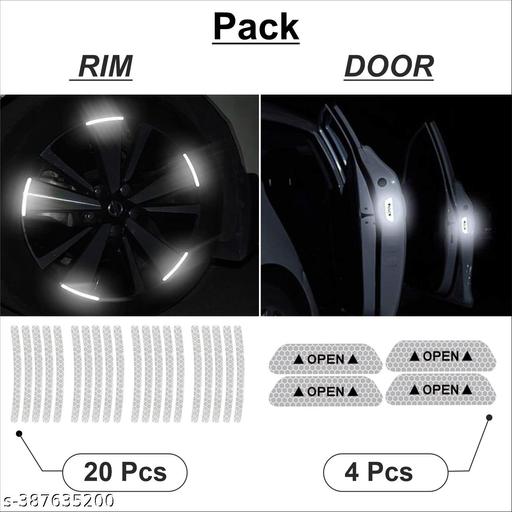 Pack
RIM DOOR
▲ OPEN ▲ ▲ OPEN ▲
▲ OPEN ▲ ▲ OPEN ▲
20 Pcs 4 Pcs
s-387635200